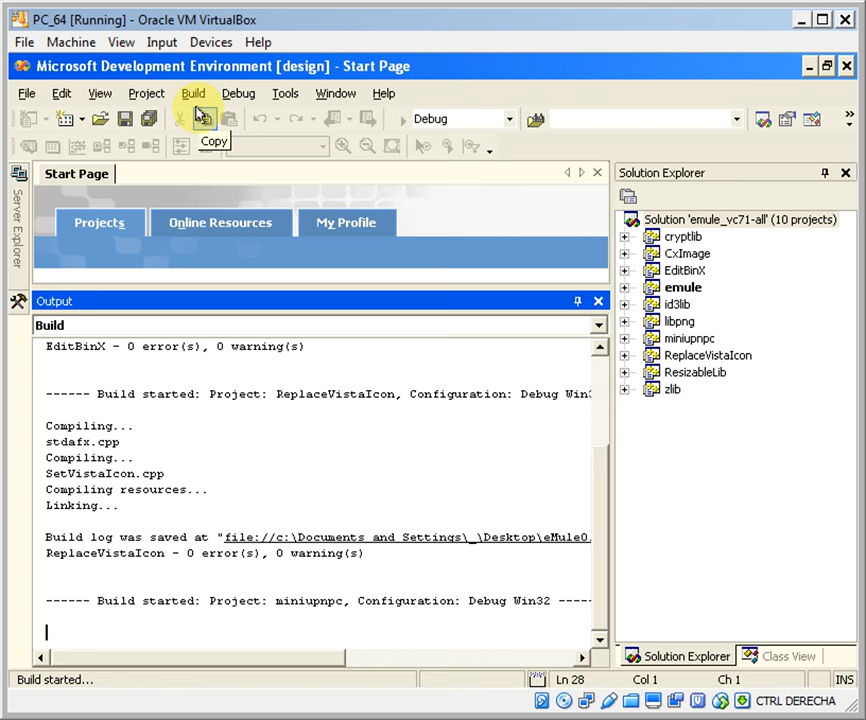 PC_64 [Running] - Oracle VM VirtualBox
File Machine View Input Devices Help
Microsoft Development Environment [design] - Start Page
File Edit View Project Build Debug Tools Window Help
Debug
Copy
Start Page
Server Explorer
Projects Online Resources My Profile
Output
Build
EditBinX - 0 error(s), 0 warning(s)
------ Build started: Project: ReplaceVistaIcon, Configuration: Debug Win3
Compiling...
stdafx.cpp
Compiling...
SetVistaIcon.cpp
Compiling resources...
Linking...
Build log was saved at "file://c:\Documents and Settings\_\Desktop\eMule0.
ReplaceVistaIcon - 0 error(s), 0 warning(s)
------ Build started: Project: miniupnpc, Configuration: Debug Win32 -----
Solution Explorer
Solution 'emule_vc71-all' (10 projects)
cryptlib
CxImage
EditBinX
emule
id3lib
libpng
miniupnpc
ReplaceVistaIcon
ResizableLib
zlib
Solution Explorer Class View
Build started... Ln 28 Col 1 Ch 1 INS
CTRL DERECHA